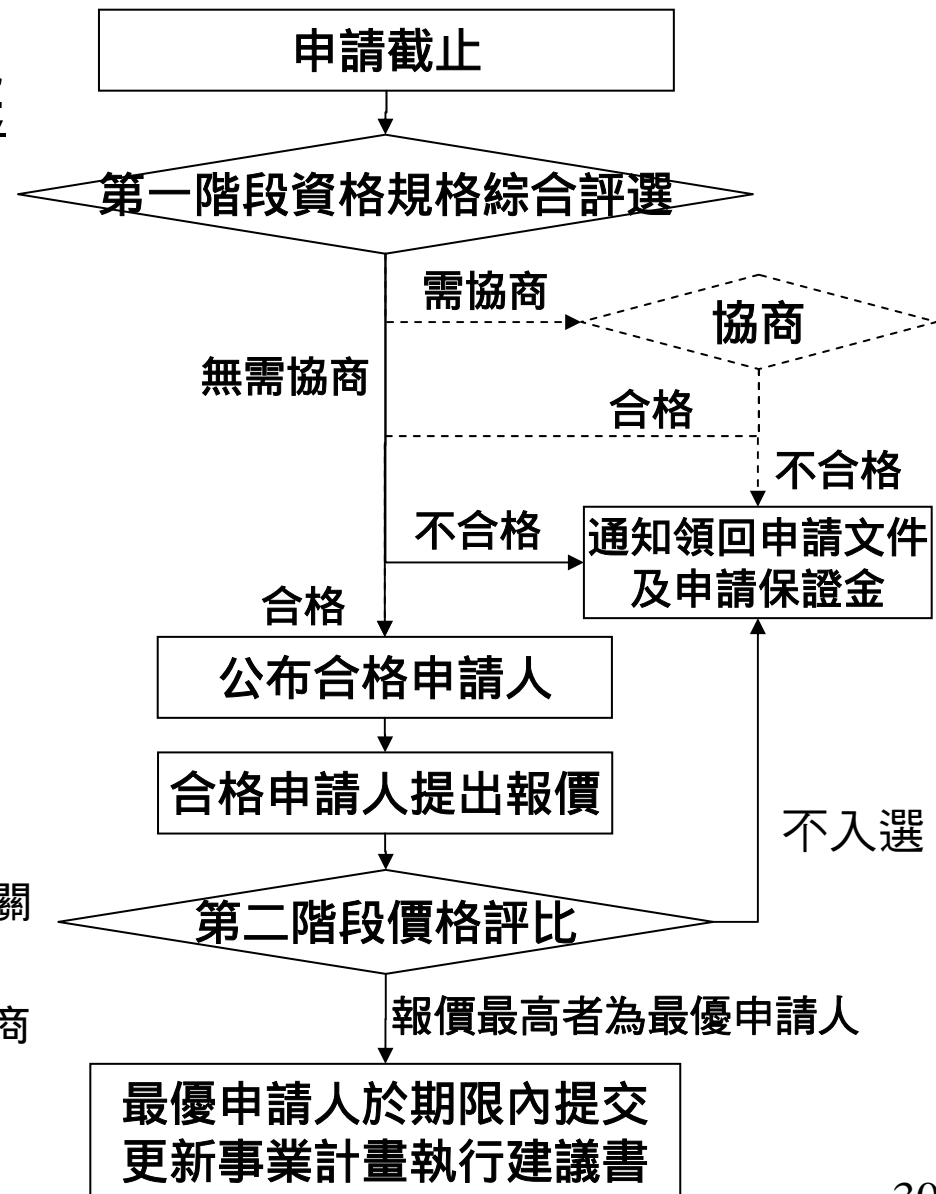 申請截止
第一階段資格規格綜合評選
需協商
協商
無需協商
合格
不合格
不合格
通知領回申請文件
及申請保證金
合格
公布合格申請人
合格申請人提出報價
不入選
關
第二階段價格評比
商
報價最高者為最優申請人
最優申請人於期限內提交
更新事業計畫執行建議書